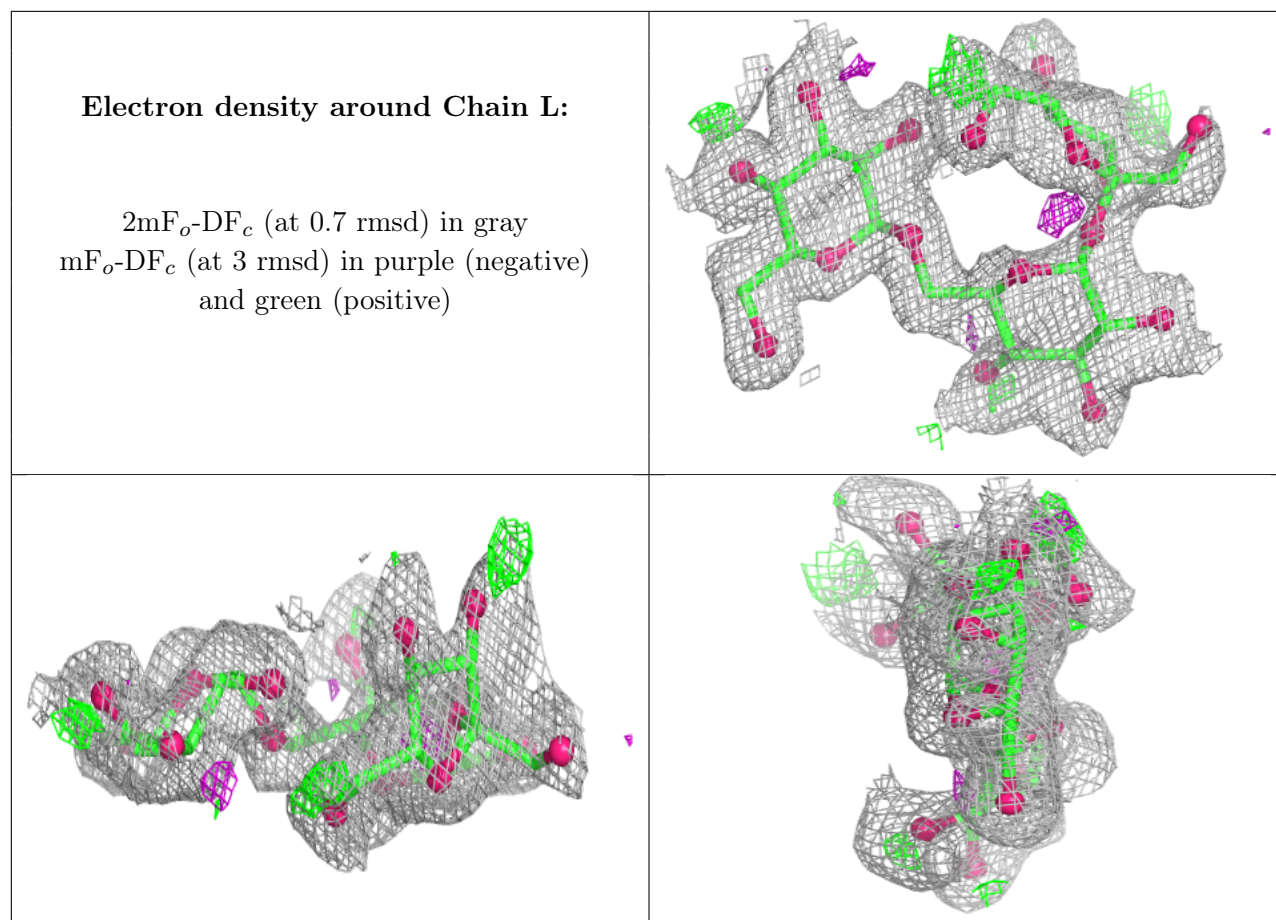 Electron density around Chain L:
2mFₒ-DF𝒸 (at 0.7 rmsd) in gray
mFₒ-DF𝒸 (at 3 rmsd) in purple (negative)
and green (positive)